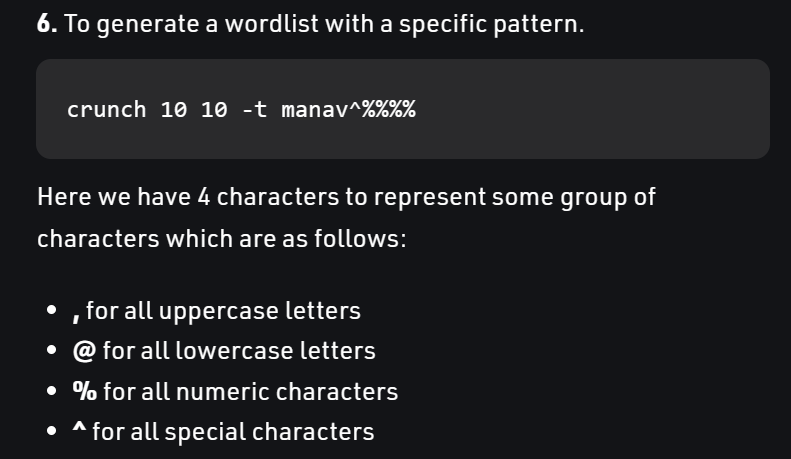 6. To generate a wordlist with a specific pattern.
crunch 10 10 -t manav^%%%%
Here we have 4 characters to represent some group of
characters which are as follows:
• , for all uppercase letters
• @ for all lowercase letters
• % for all numeric characters
• ^ for all special characters